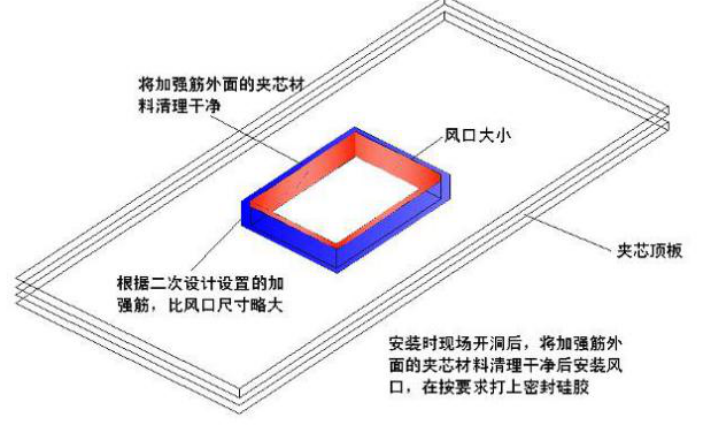 将加强筋外面的夹芯材
料清理干净
风口大小
夹芯顶板
根据二次设计设置的加
强筋，比风口尺寸略大
安装时现场开洞后，将加强筋外
面的夹芯材料清理干净后安装风
口，在按要求打上密封硅胶